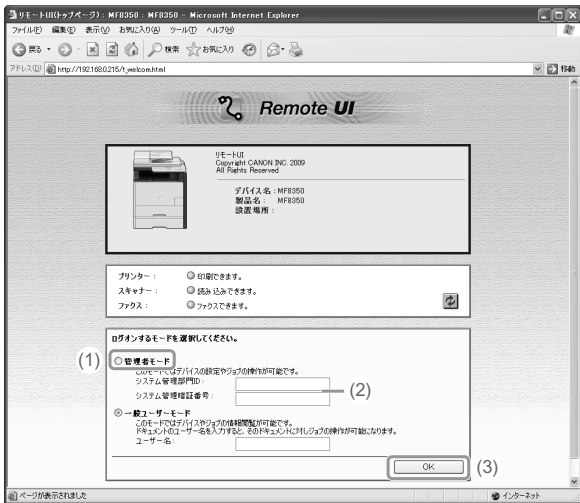 リモートUI(トップページ) : MF8350 : MF8350 - Microsoft Internet Explorer
ファイル(F) 編集(E) 表示(V) お気に入り(A) ツール(T) ヘルプ(H)
戻る 検索 お気に入り
アドレス(D) http://192.168.0.215/t_welcom.html 移動
Remote UI
リモートUI
Copyright CANON INC. 2009
All Rights Reserved
デバイス名 : MF8350
製品名 : MF8350
設置場所 :
プリンター : 印刷できます。
スキャナー : 読み込みできます。
ファクス : ファクスできます。
ログオンするモードを選択してください。
(1) 管理者モード
このモードではデバイスの設定やジョブの操作が可能です。
システム管理部門ID :
システム管理暗証番号 : (2)
一般ユーザーモード
このモードではデバイスやジョブの情報閲覧が可能です。
ドキュメントのユーザー名を入力すると、そのドキュメントに対しジョブの操作が可能になります。
ユーザー名 :
OK (3)
ページが表示されました インターネット